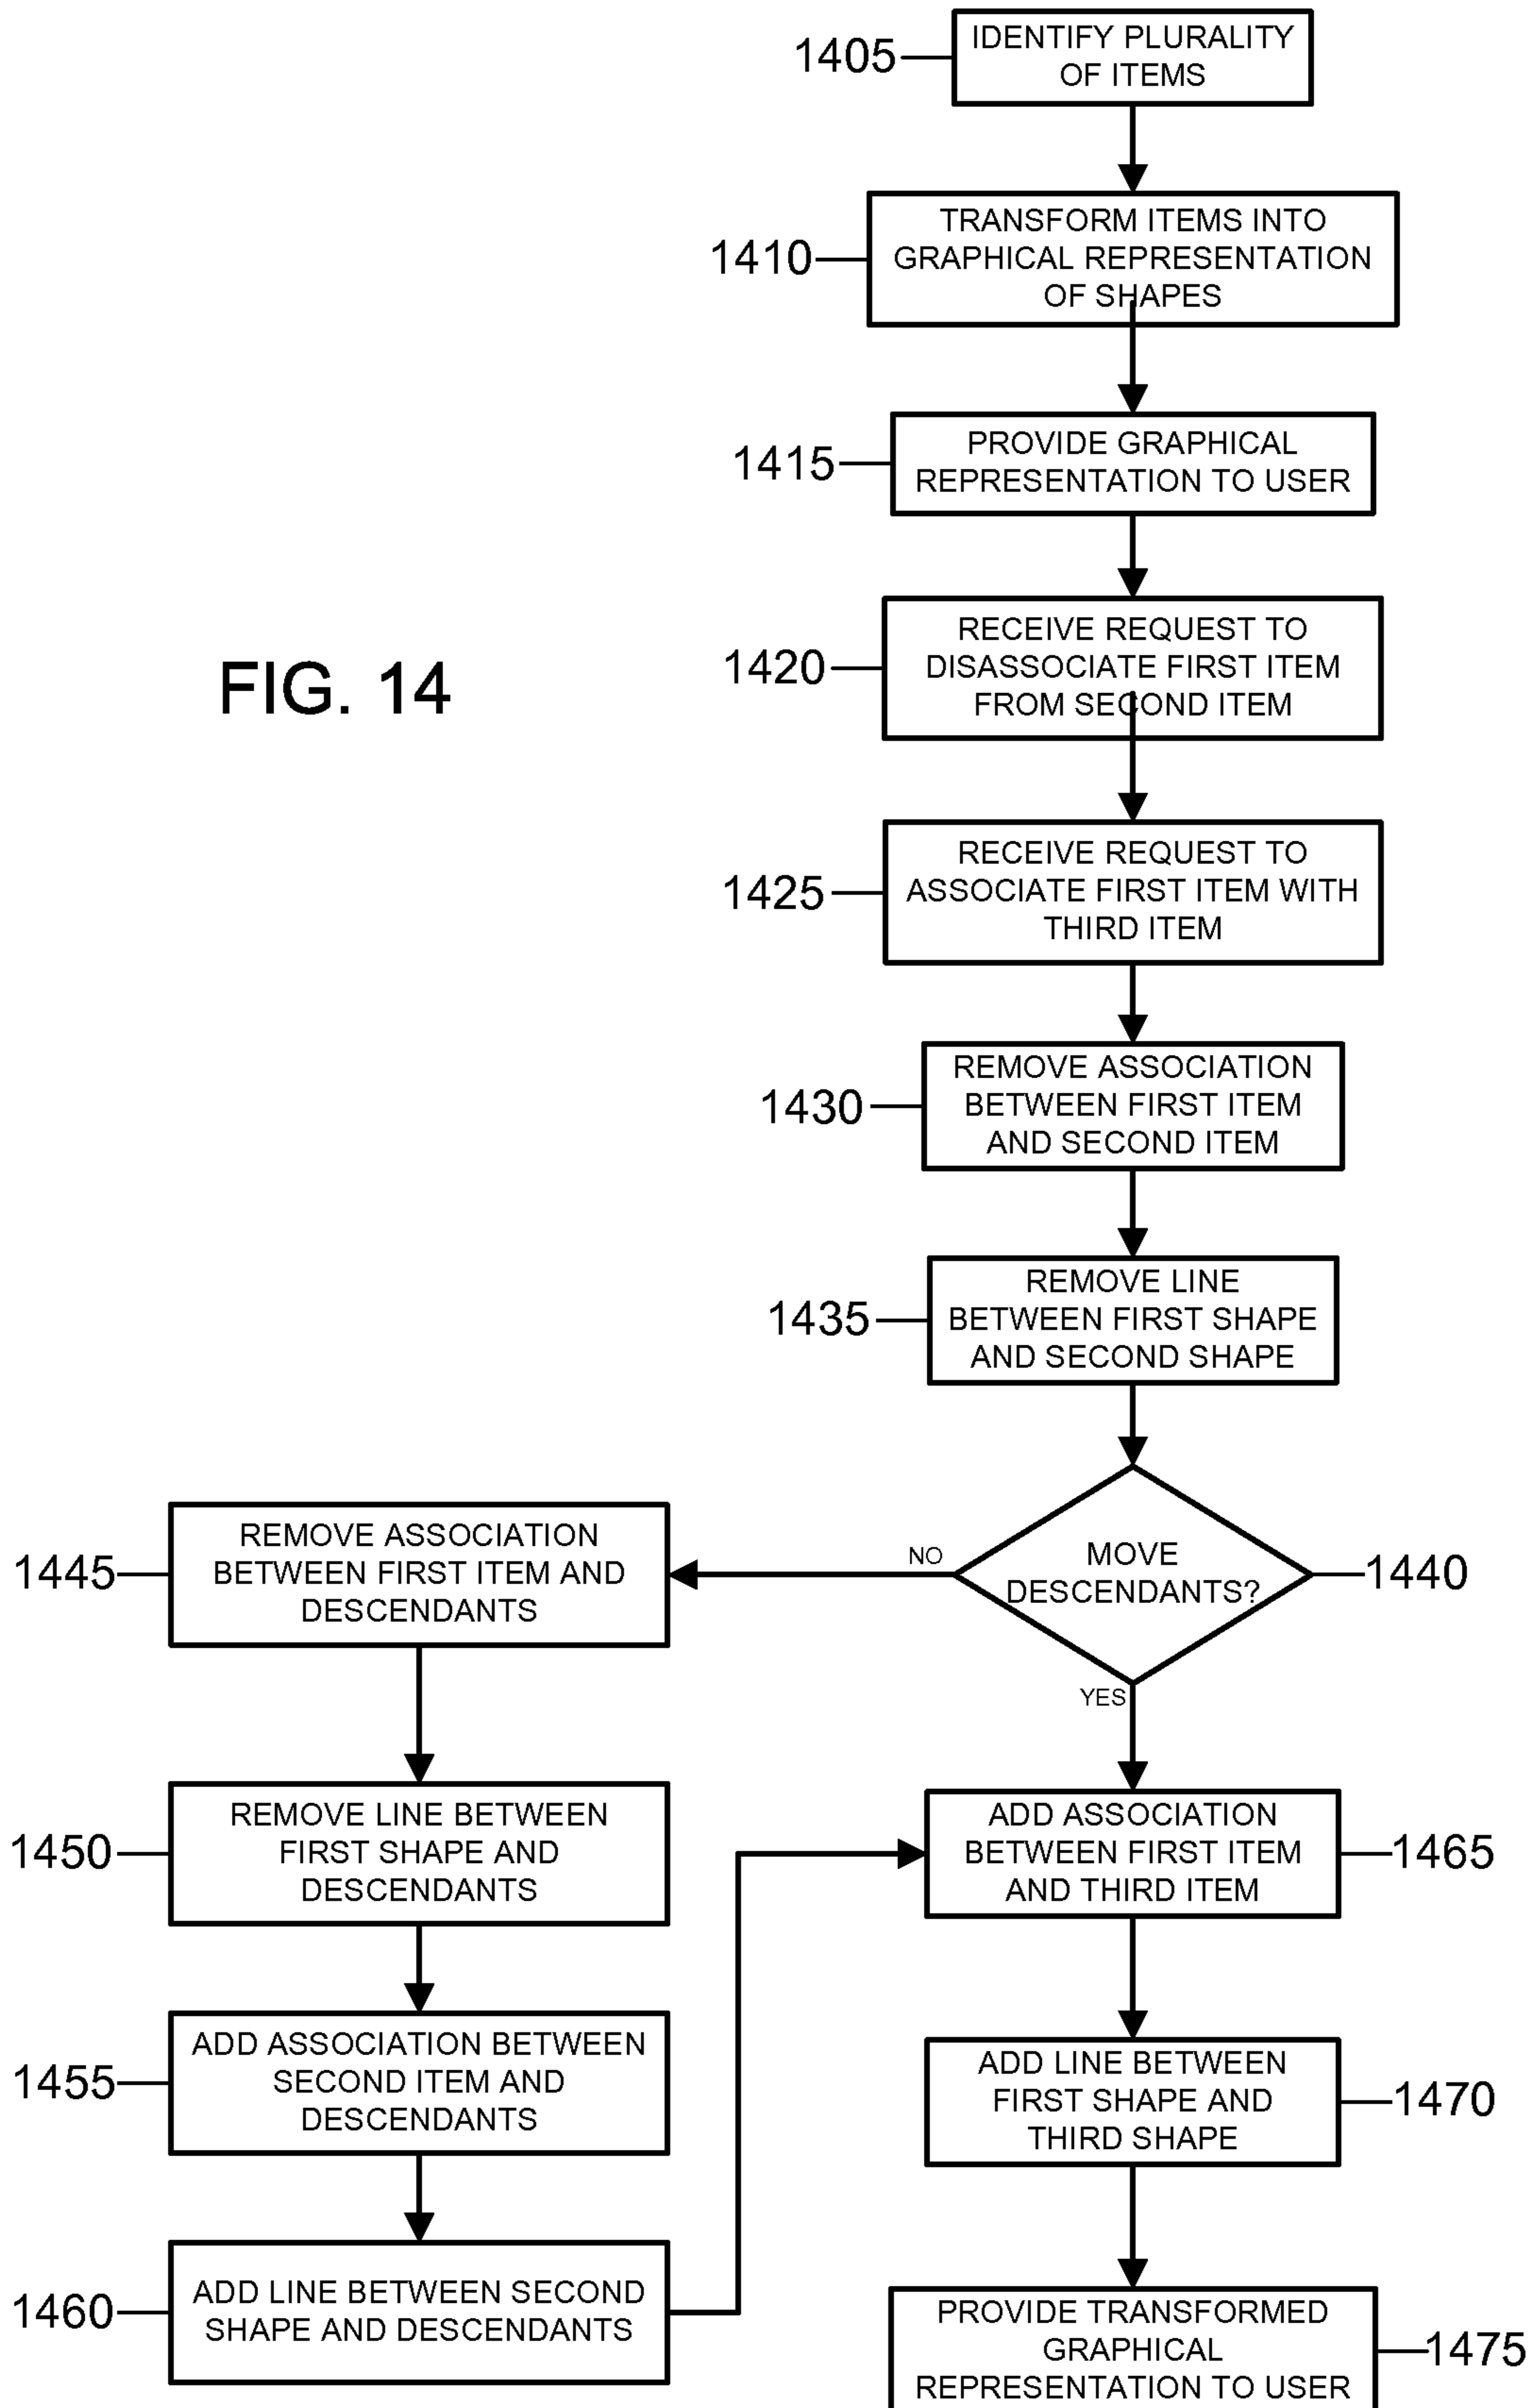 1405
IDENTIFY PLURALITY
OF ITEMS
1410
TRANSFORM ITEMS INTO
GRAPHICAL REPRESENTATION
OF SHAPES
1415
PROVIDE GRAPHICAL
REPRESENTATION TO USER
FIG. 14
1420
RECEIVE REQUEST TO
DISASSOCIATE FIRST ITEM
FROM SECOND ITEM
1425
RECEIVE REQUEST TO
ASSOCIATE FIRST ITEM WITH
THIRD ITEM
1430
REMOVE ASSOCIATION
BETWEEN FIRST ITEM
AND SECOND ITEM
1435
REMOVE LINE
BETWEEN FIRST SHAPE
AND SECOND SHAPE
MOVE
DESCENDANTS?
1440
NO
YES
1445
REMOVE ASSOCIATION
BETWEEN FIRST ITEM AND
DESCENDANTS
1450
REMOVE LINE BETWEEN
FIRST SHAPE AND
DESCENDANTS
1455
ADD ASSOCIATION BETWEEN
SECOND ITEM AND
DESCENDANTS
1460
ADD LINE BETWEEN SECOND
SHAPE AND DESCENDANTS
ADD ASSOCIATION
BETWEEN FIRST ITEM
AND THIRD ITEM
1465
ADD LINE BETWEEN
FIRST SHAPE AND
THIRD SHAPE
1470
PROVIDE TRANSFORMED
GRAPHICAL
REPRESENTATION TO USER
1475